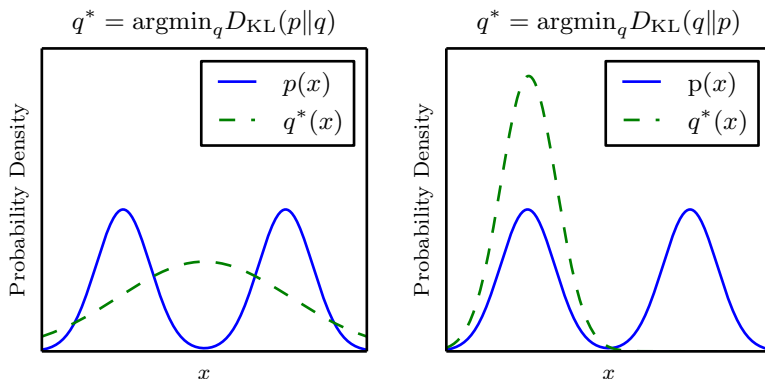 q* = argmin_q D_KL(p‖q)
p(x)
q*(x)
Probability Density
x
q* = argmin_q D_KL(q‖p)
p(x)
q*(x)
Probability Density
x